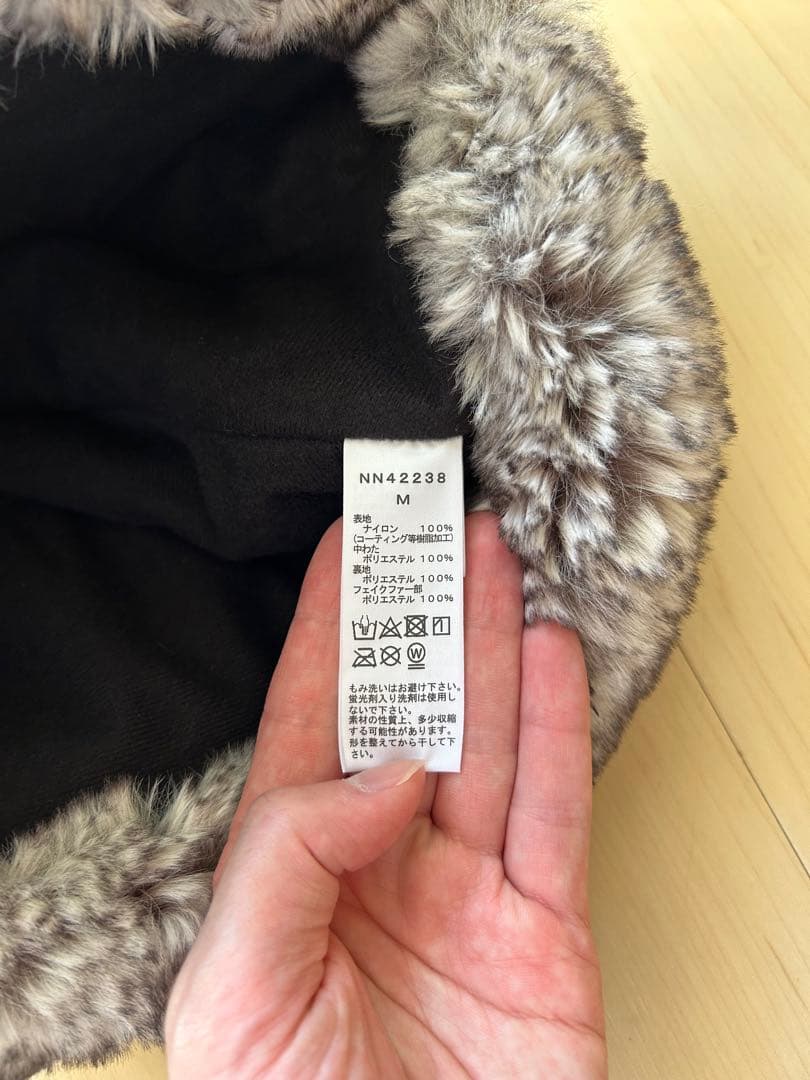 NN42238
M
表地
ナイロン 100%
(コーティング等樹脂加工)
中わた
ポリエステル 100%
裏地
ポリエステル 100%
フェイクファー部
ポリエステル 100%
W
もみ洗いはお避け下さい。
蛍光剤入り洗剤は使用し
ないで下さい。
素材の性質上、多少収縮
する可能性があります。
形を整えてから干して下
さい。